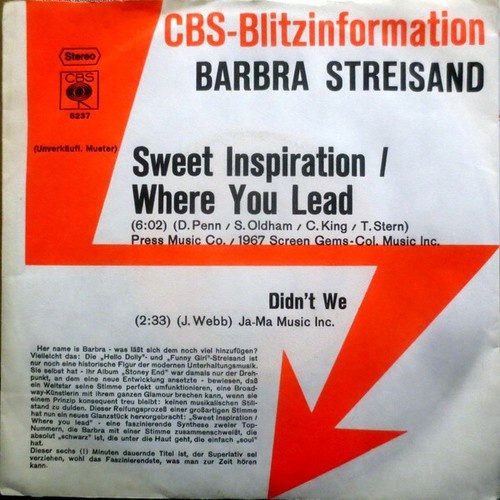 CBS-Blitzinformation
Stereo
BARBRA STREISAND
CBS
8237
(Unverkäufl. Muster)
Sweet Inspiration /
Where You Lead
(6:02) (D. Penn / S. Oldham / C. King / T. Stern)
Press Music Co. / 1967 Screen Gems-Col. Music Inc.
Didn't We
(2:33) (J. Webb) Ja-Ma Music Inc.
Her name is Barbra - was läßt sich dem noch viel hinzufügen?
Vielleicht das: Die „Hello Dolly"- und „Funny Girl"-Streisand ist
nur noch eine historische Figur der modernen Unterhaltungsmusik.
Sie selbst hat - ihr Album „Stoney End" war damals nur der Dreh-
punkt, an dem eine neue Entwicklung ansetzte - bewiesen, daß
ein Weltstar seine Stimme perfekt umfunktionieren, eine Broad-
way-Künstlerin mit ihrem ganzen Glamour brechen kann, wenn sie
einem Prinzip konsequent treu bleibt: keinen musikalischen Still-
stand zu dulden. Dieser Reifungsprozeß einer großartigen Stimme
hat nun ein neues Glanzstück hervorgebracht: „Sweet Inspiration /
Where you lead" - eine faszinierende Synthese zweier Top-
Nummern, die Barbra mit einer Stimme zusammenschweißt, die
absolut „schwarz" ist, die unter die Haut geht, die einfach „soul"
hat.
Dieser sechs (!) Minuten dauernde Titel ist, der Superlativ sei
verziehen, wohl das Faszinierendste, was man zur Zeit hören
kann.